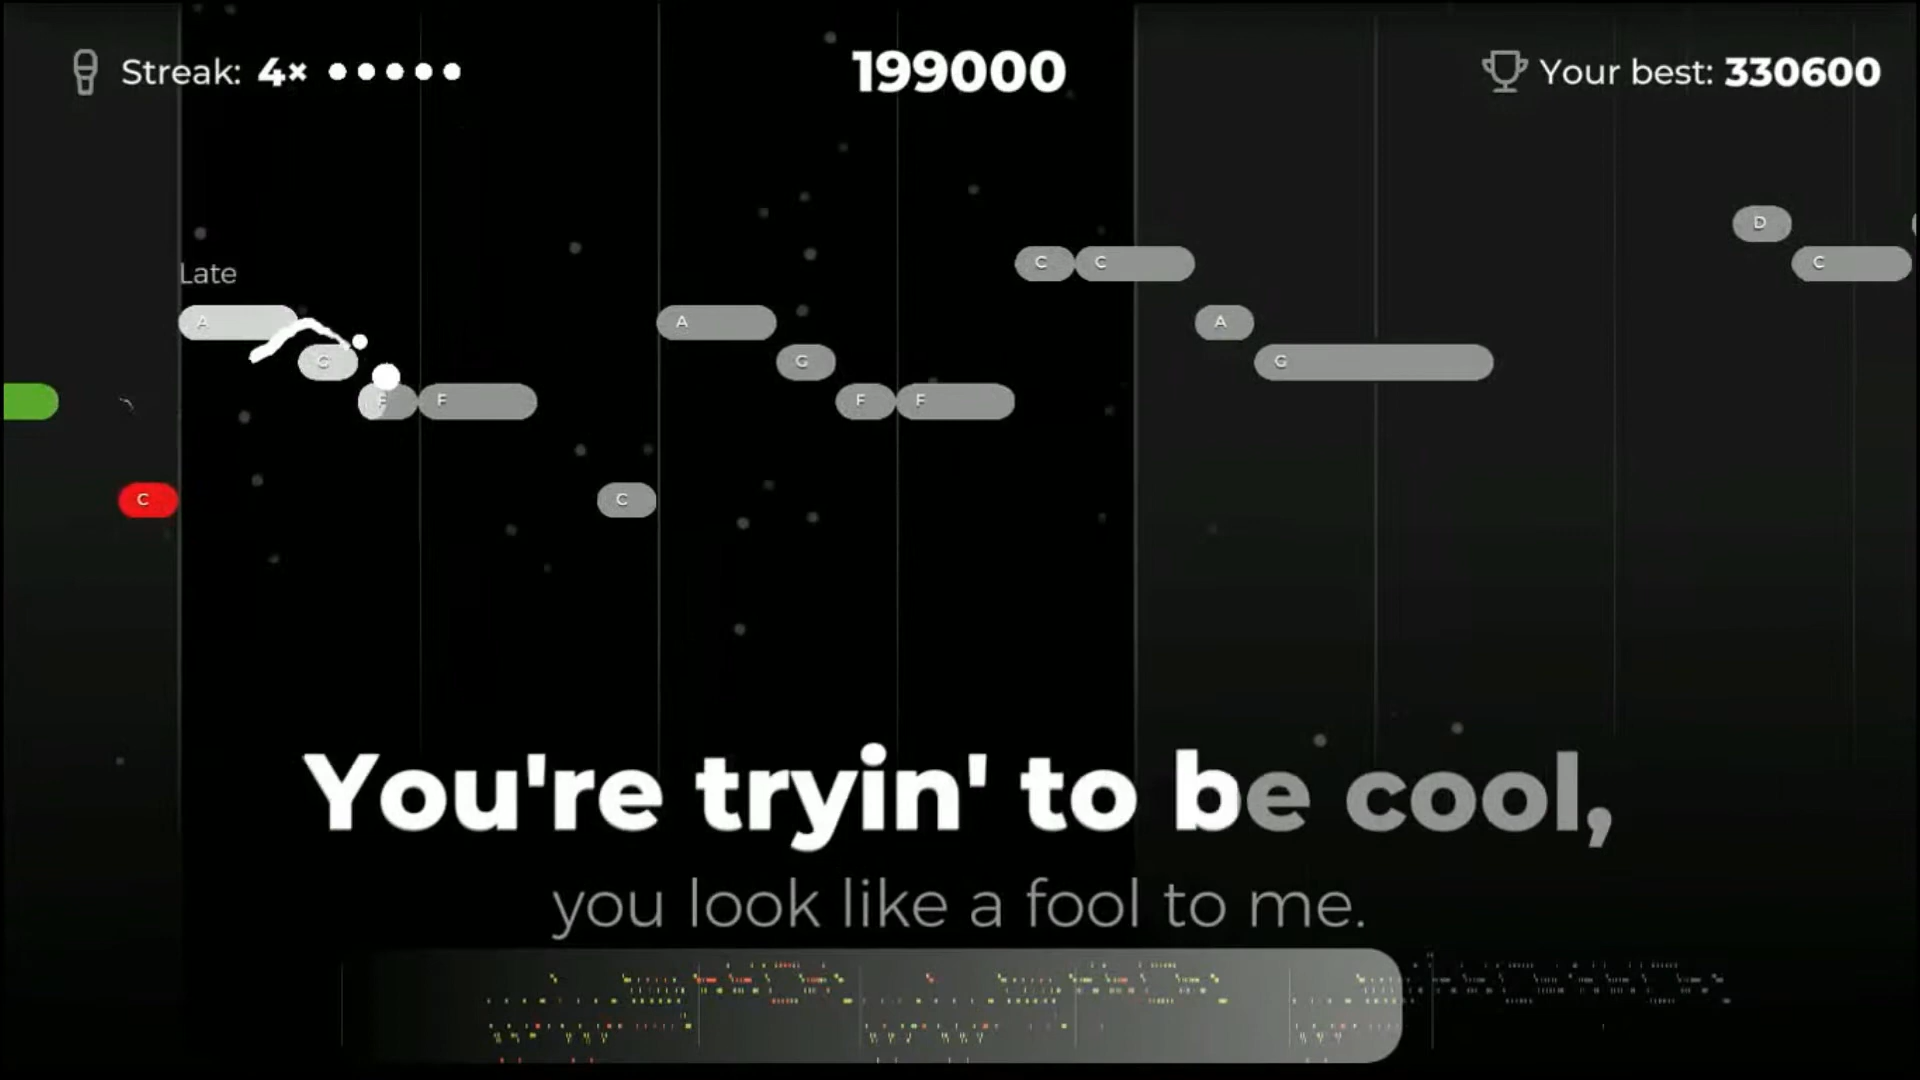 Streak: 4× 199000 Your best: 330600
D
C C C
Late
A A A
G G G
F F F F
C C
You're tryin' to be cool,
you look like a fool to me.